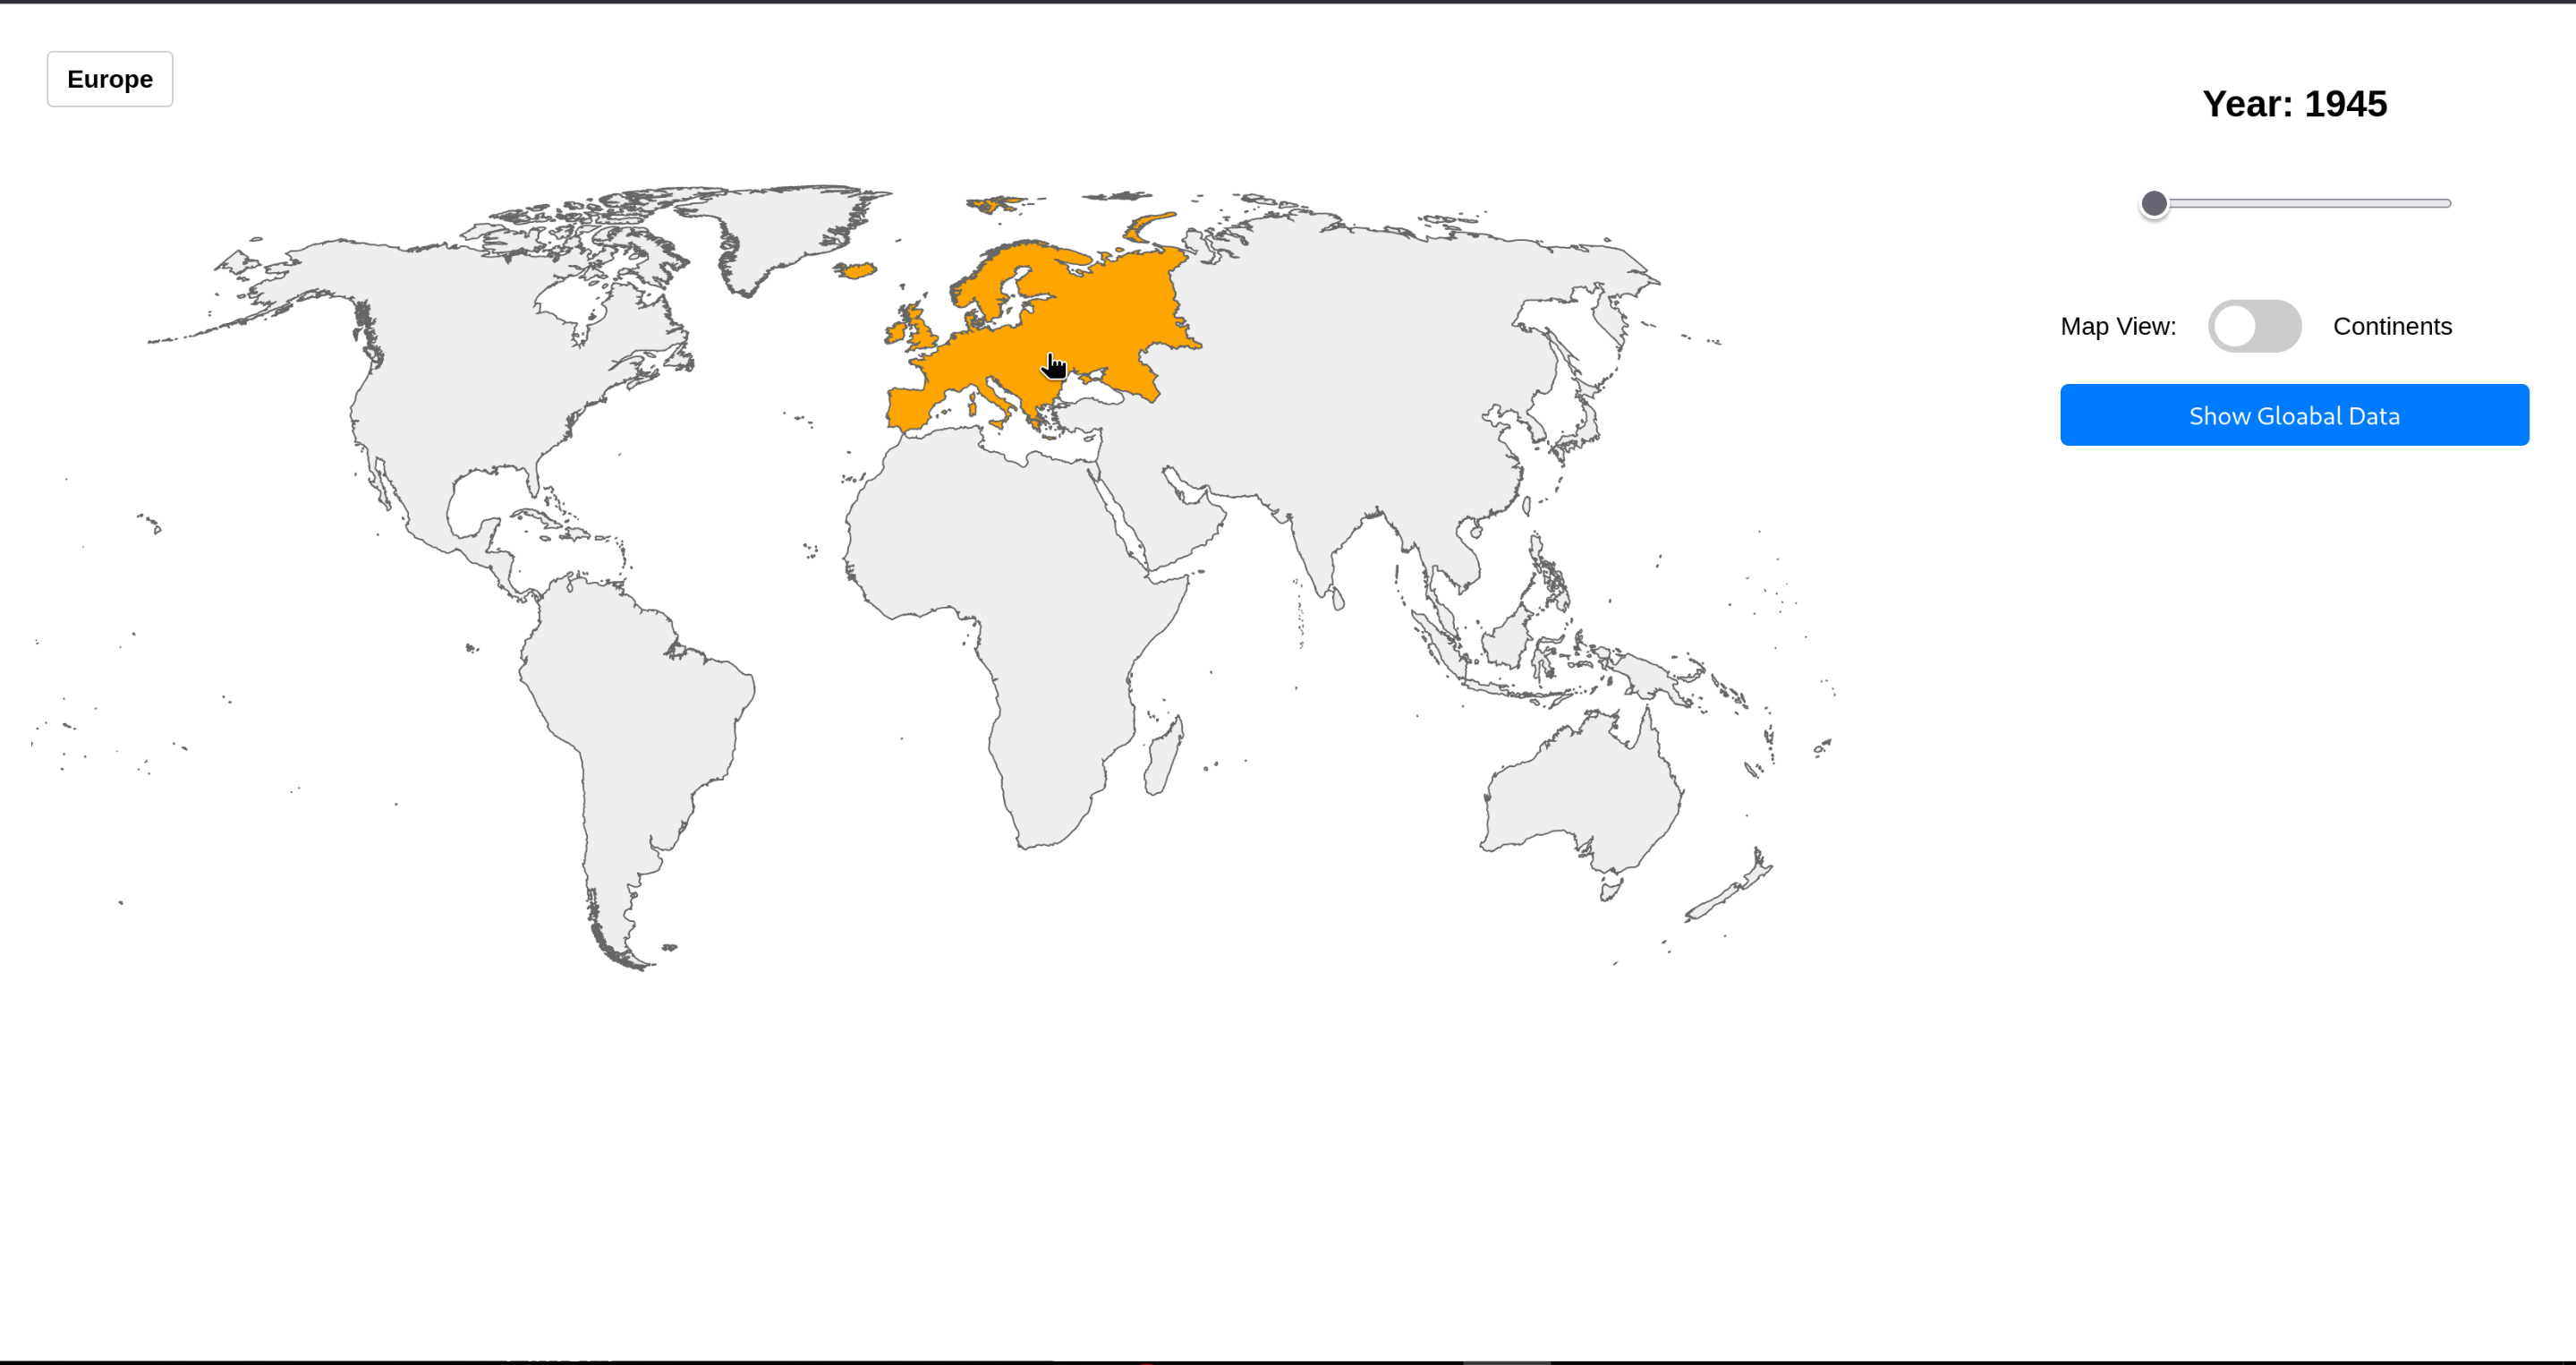 Europe
Year: 1945
Map View: Continents
Show Gloabal Data